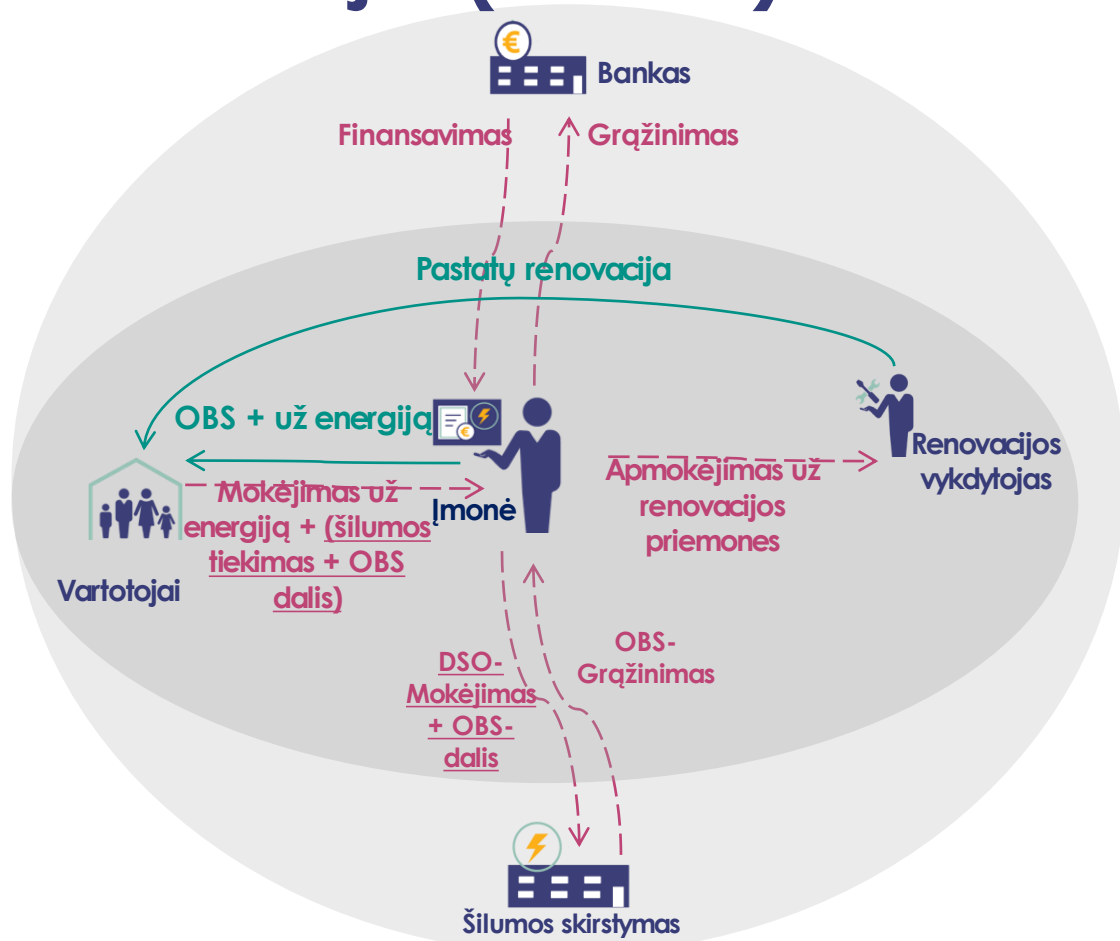 Bankas
Finansavimas
Grąžinimas
Pastatų renovacija
OBS + už energiją
Renovacijos
vykdytojas
Apmokėjimas už
renovacijos
priemones
Įmonė
Mokėjimas už
energiją + (šilumos
tiekimas + OBS
dalis)
Vartotojai
OBS-
Grąžinimas
DSO-
Mokėjimas
+ OBS-
dalis
Šilumos skirstymas